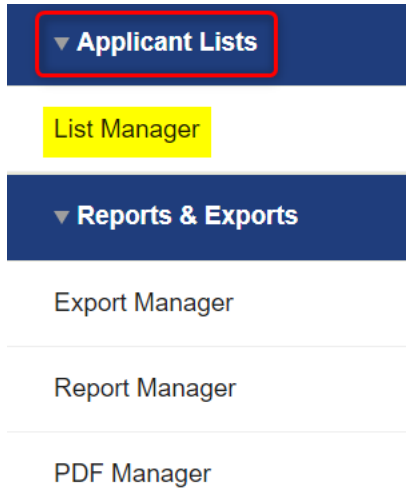 Applicant Lists
List Manager
Reports & Exports
Export Manager
Report Manager
PDF Manager